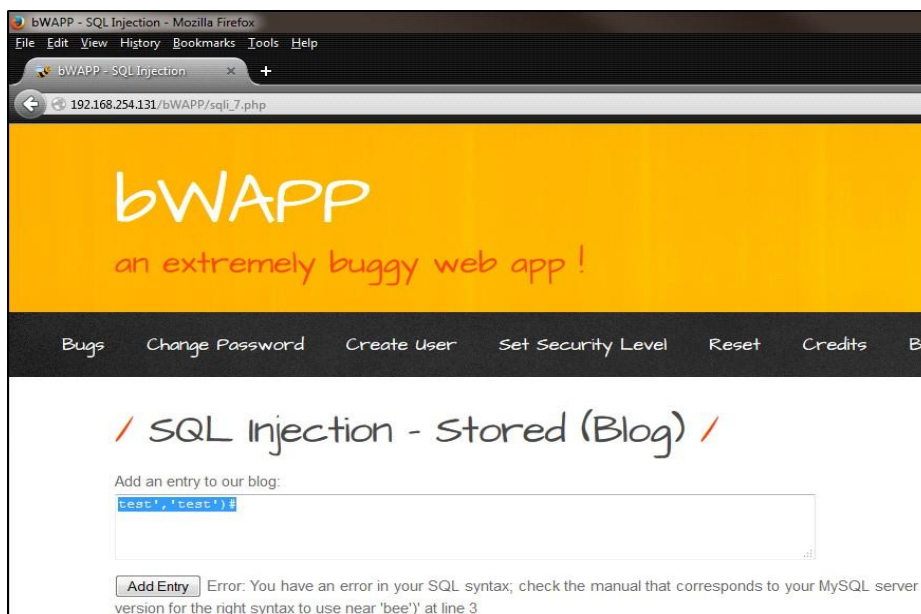 bWAPP - SQL Injection - Mozilla Firefox
File Edit View History Bookmarks Tools Help
bWAPP - SQL Injection × +
192.168.254.131/bWAPP/sqli_7.php
bWAPP
an extremely buggy web app !
Bugs Change Password Create User Set Security Level Reset Credits B
/ SQL Injection - Stored (Blog) /
Add an entry to our blog:
test','test')#
Add Entry Error: You have an error in your SQL syntax; check the manual that corresponds to your MySQL server
version for the right syntax to use near 'bee')' at line 3